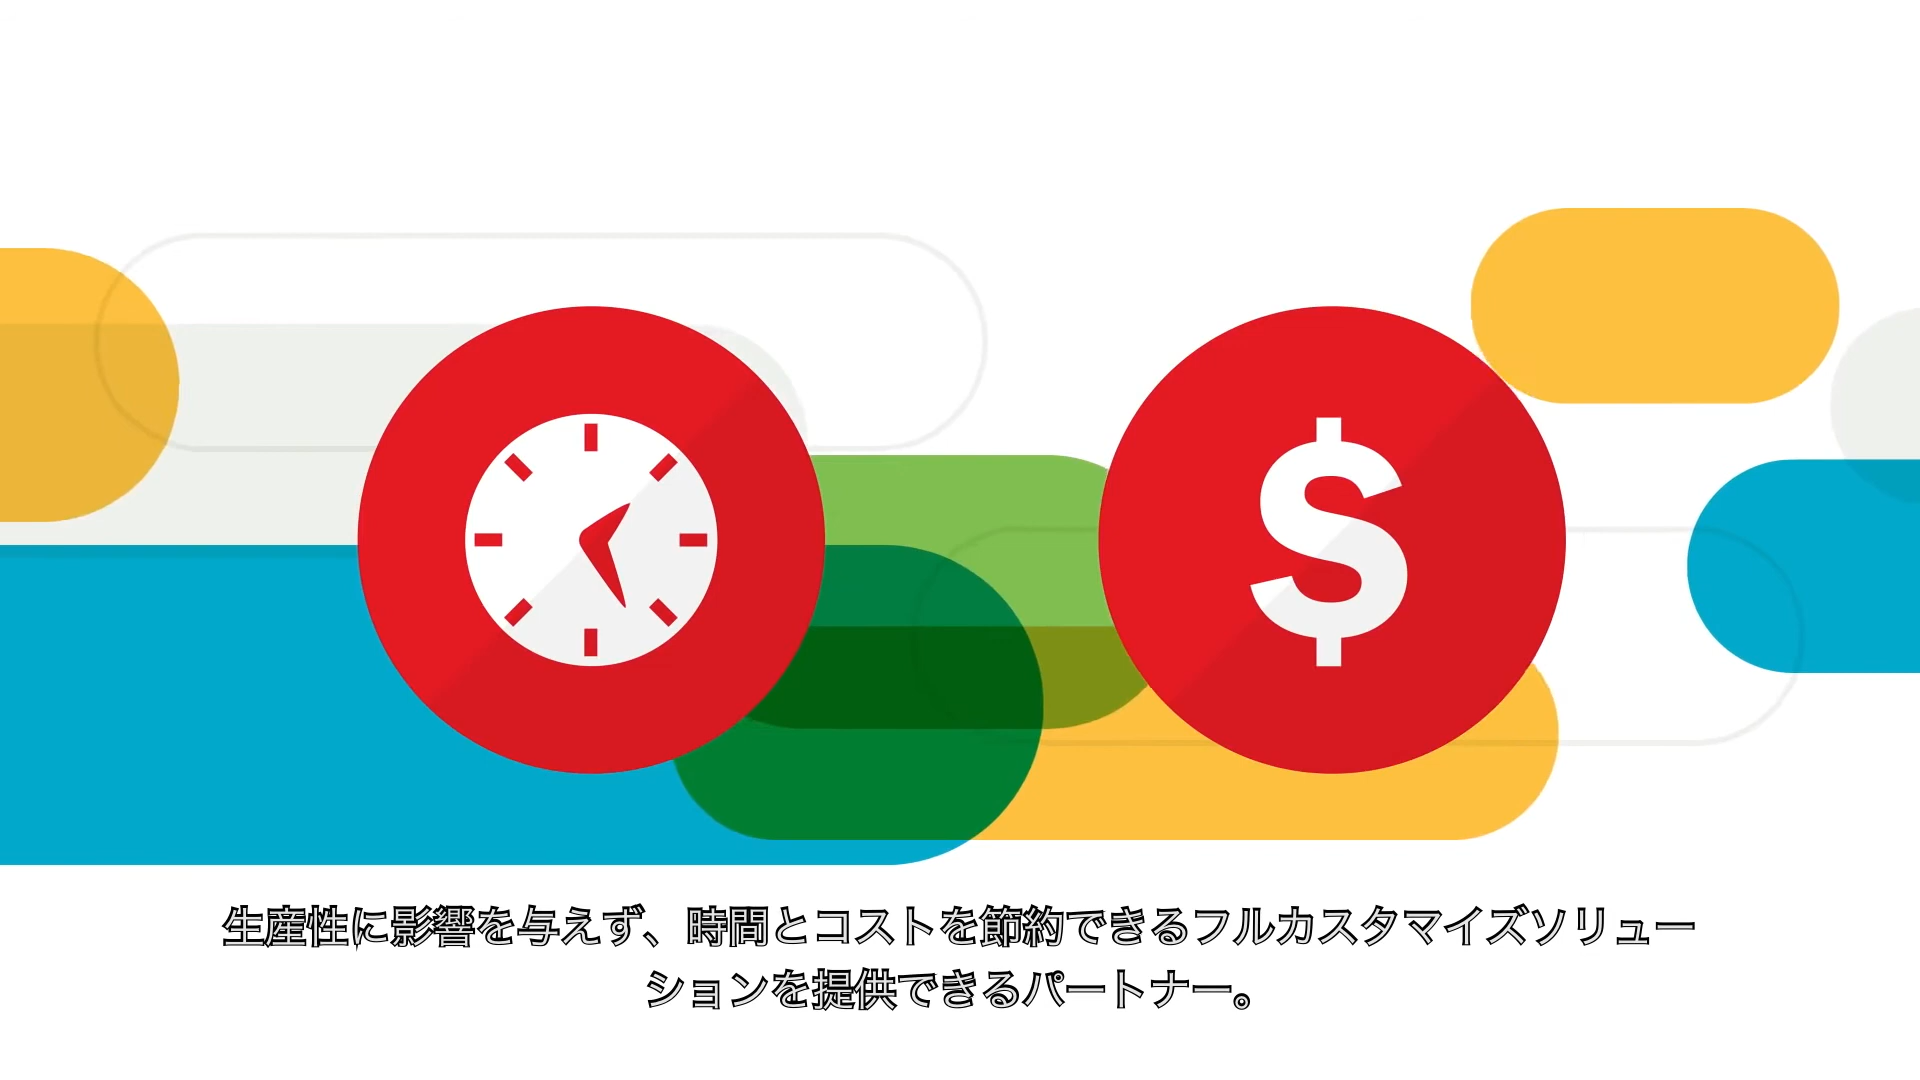 $
生産性に影響を与えず、時間とコストを節約できるフルカスタマイズソリュー
ションを提供できるパートナー。